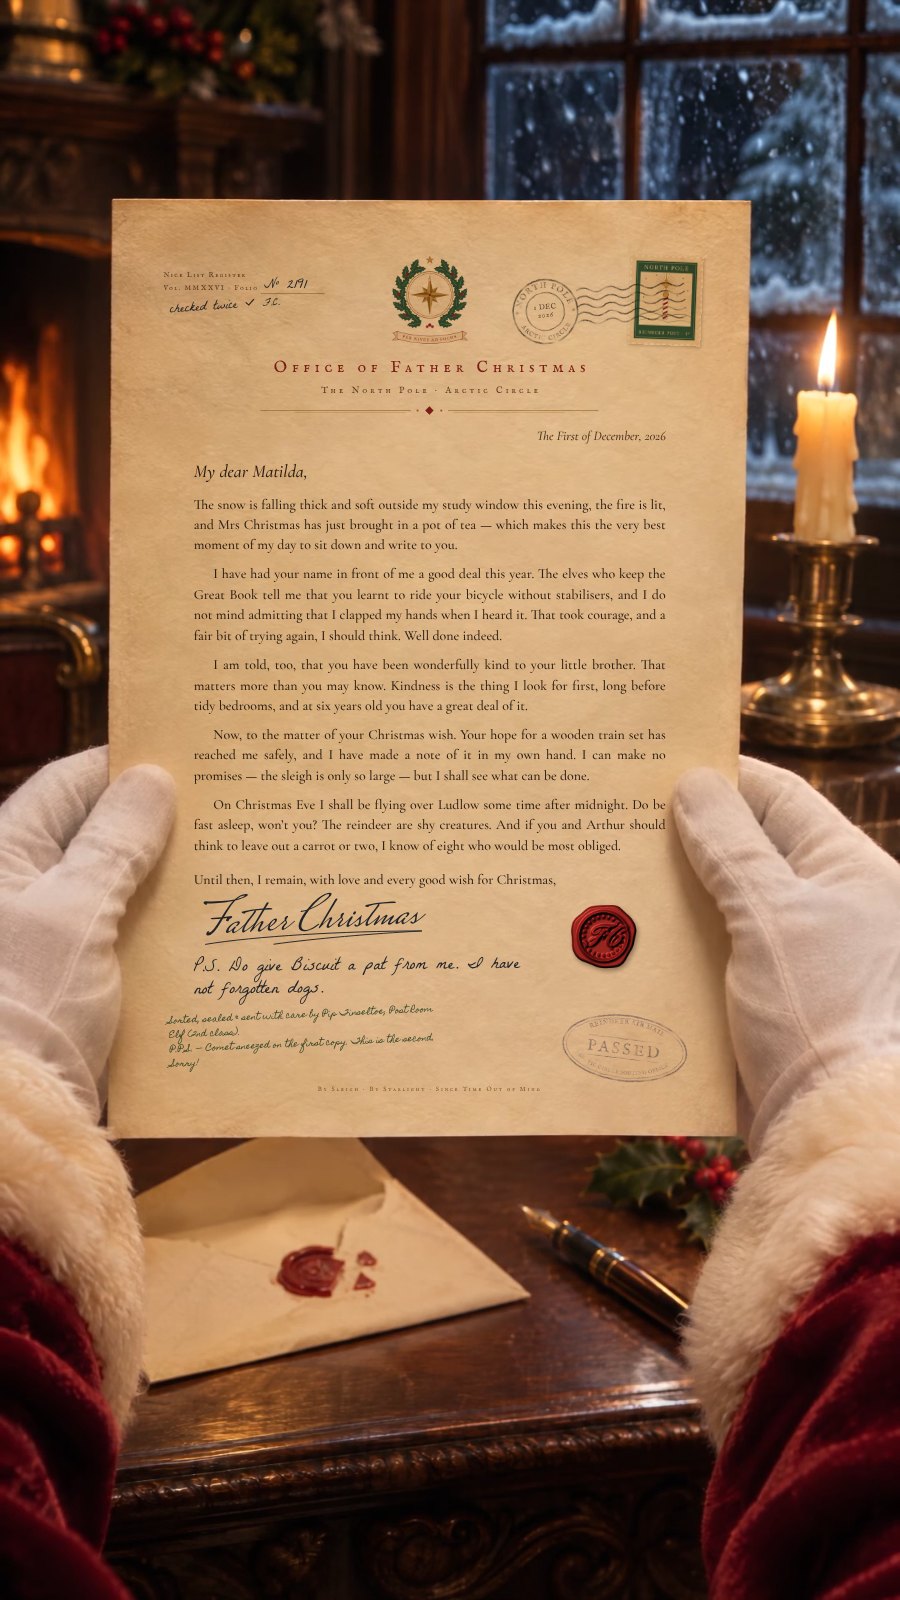 Nice List Register
Vol. MMXXVI · Folio No 2191
checked twice ✓ F.C.
NORTH POLE
1 DEC
2026
ARCTIC CIRCLE
NORTH POLE
REINDEER POST
Office of Father Christmas
The North Pole · Arctic Circle
The First of December, 2026
My dear Matilda,
The snow is falling thick and soft outside my study window this evening, the fire is lit,
and Mrs Christmas has just brought in a pot of tea — which makes this the very best
moment of my day to sit down and write to you.
I have had your name in front of me a good deal this year. The elves who keep the
Great Book tell me that you learnt to ride your bicycle without stabilisers, and I do
not mind admitting that I clapped my hands when I heard it. That took courage, and a
fair bit of trying again, I should think. Well done indeed.
I am told, too, that you have been wonderfully kind to your little brother. That
matters more than you may know. Kindness is the thing I look for first, long before
tidy bedrooms, and at six years old you have a great deal of it.
Now, to the matter of your Christmas wish. Your hope for a wooden train set has
reached me safely, and I have made a note of it in my own hand. I can make no
promises — the sleigh is only so large — but I shall see what can be done.
On Christmas Eve I shall be flying over Ludlow some time after midnight. Do be
fast asleep, won't you? The reindeer are shy creatures. And if you and Arthur should
think to leave out a carrot or two, I know of eight who would be most obliged.
Until then, I remain, with love and every good wish for Christmas,
Father Christmas
P.S. Do give Biscuit a pat from me. I have
not forgotten dogs.
Sorted, sealed & sent with care by Pip Tinseltoe, Post Room
Elf (2nd class).
P.P.S. — Comet sneezed on the first copy. This is the second.
Sorry!
REINDEER AIR MAIL
PASSED
SORTING OFFICE
By Sleigh · By Starlight · Since Time Out of Mind